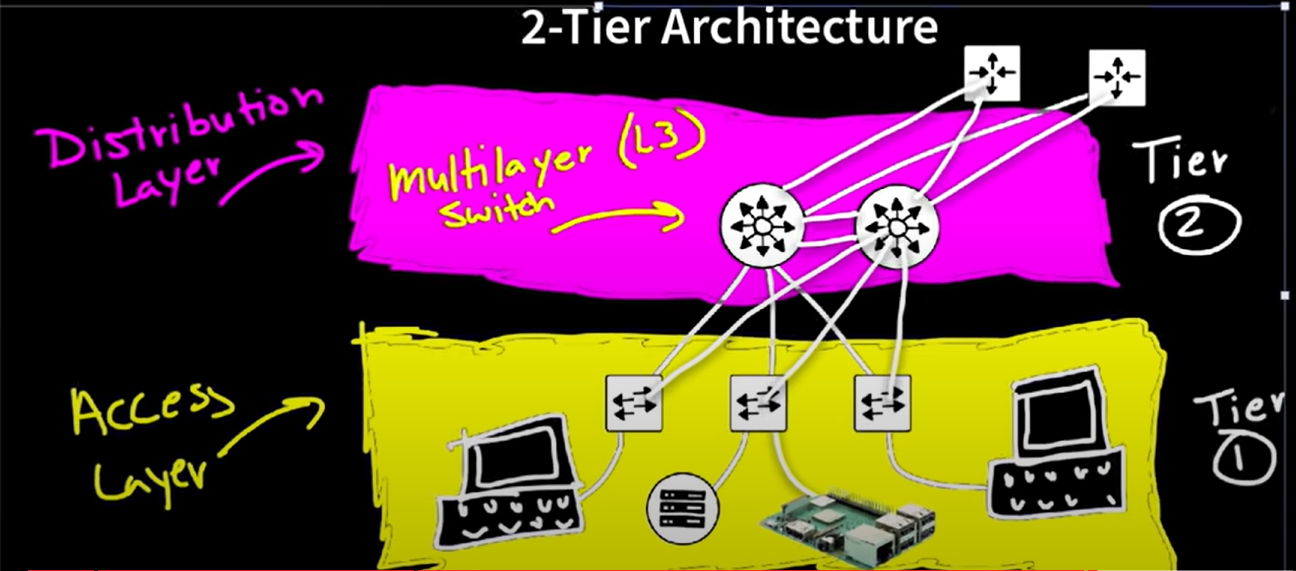 2-Tier Architecture
Distribution
Layer
Multilayer (L3)
Switch
Tier
2
Access
Layer
Tier
1